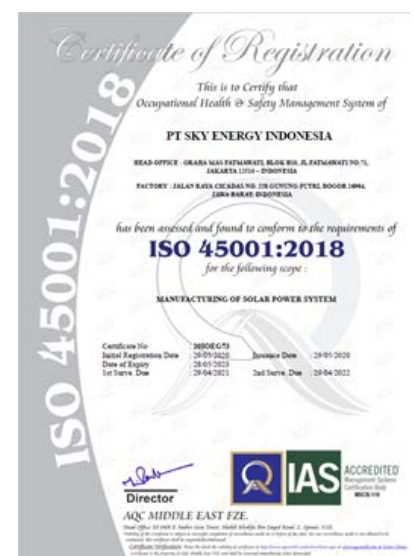 Certificate of Registration
This is to Certify that
Occupational Health & Safety Management System of
PT SKY ENERGY INDONESIA
HEAD OFFICE : GRAHA MAS FATMAWATI, BLOK B10, JL FATMAWATI NO. 71,
JAKARTA 12150 – INDONESIA
FACTORY : JALAN RAYA CICADAS NO. GUNUNG PUTRI, BOGOR 16964,
JAWA BARAT, INDONESIA
has been assessed and found to conform to the requirements of
ISO 45001:2018
for the following scope :
MANUFACTURING OF SOLAR POWER SYSTEM
Certificate No :
Initial Registration Date : 29/05/2020 Issuance Date : 29/05/2020
Date of Expiry : 28/05/2023
1st Surve. Due : 29/04/2021 2nd Surve. Due : 29/04/2022
ISO 45001:2018
IAS
ACCREDITED
Management Systems
Certification Body
MSCB-119
Director
AQC MIDDLE EAST FZE.